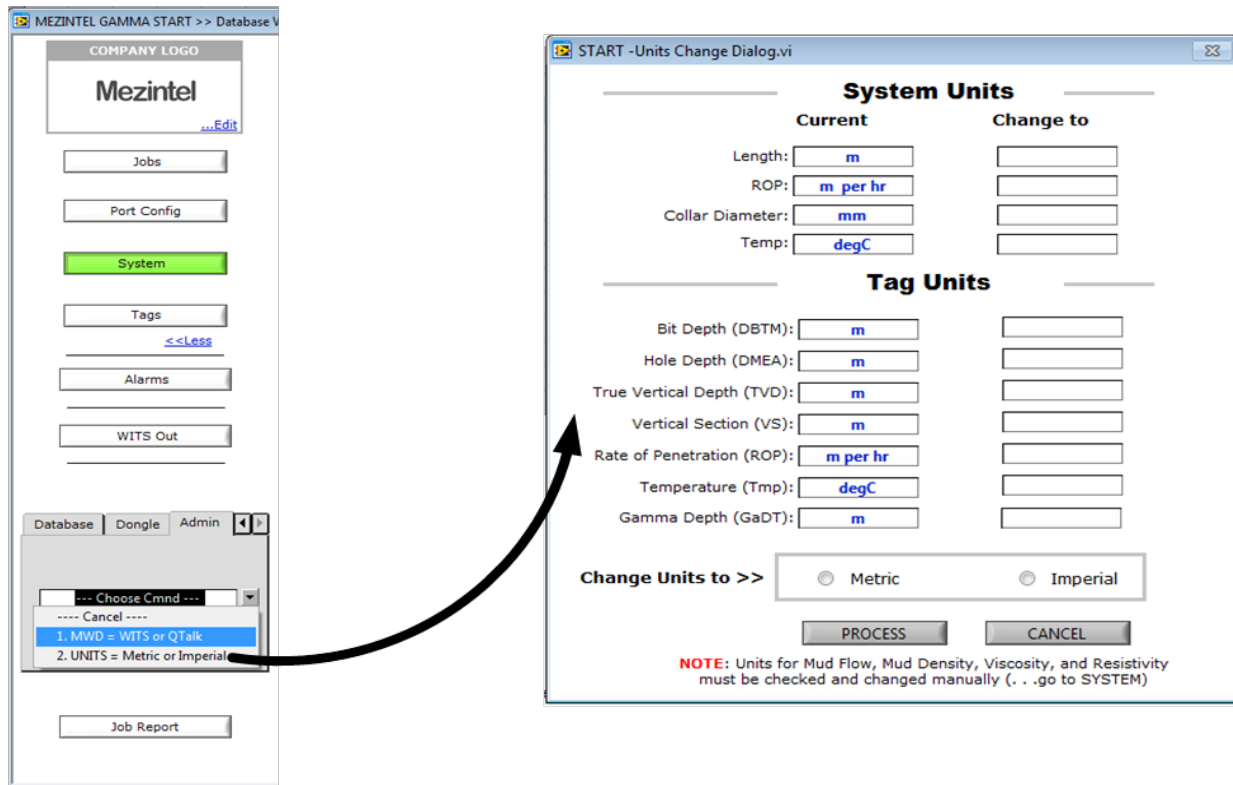 MEZINTEL GAMMA START >> Database V
COMPANY LOGO
Mezintel
...Edit
Jobs
Port Config
System
Tags
<<Less
Alarms
WITS Out
Database Dongle Admin
--- Choose Cmnd ---
---- Cancel ----
1. MWD = WITS or QTalk
2. UNITS = Metric or Imperial
Job Report
START -Units Change Dialog.vi
System Units
Current Change to
Length: m
ROP: m per hr
Collar Diameter: mm
Temp: degC
Tag Units
Bit Depth (DBTM): m
Hole Depth (DMEA): m
True Vertical Depth (TVD): m
Vertical Section (VS): m
Rate of Penetration (ROP): m per hr
Temperature (Tmp): degC
Gamma Depth (GaDT): m
Change Units to >> Metric Imperial
PROCESS CANCEL
NOTE: Units for Mud Flow, Mud Density, Viscosity, and Resistivity
must be checked and changed manually (. . .go to SYSTEM)